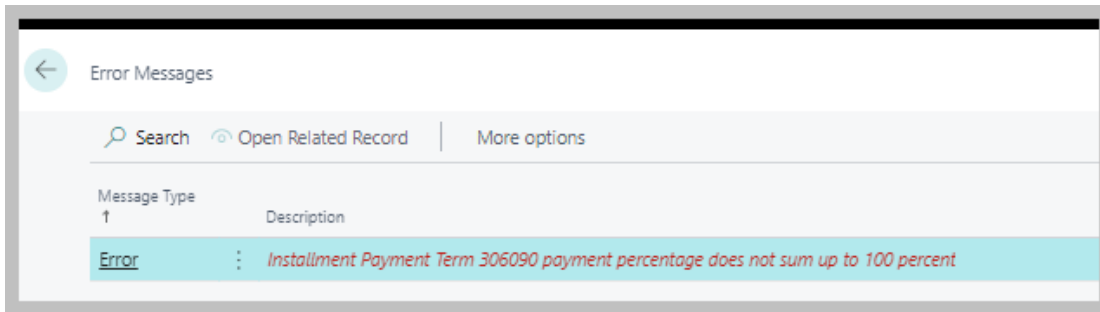 Error Messages
Search Open Related Record More options
Message Type
↑ Description
Error Installment Payment Term 306090 payment percentage does not sum up to 100 percent